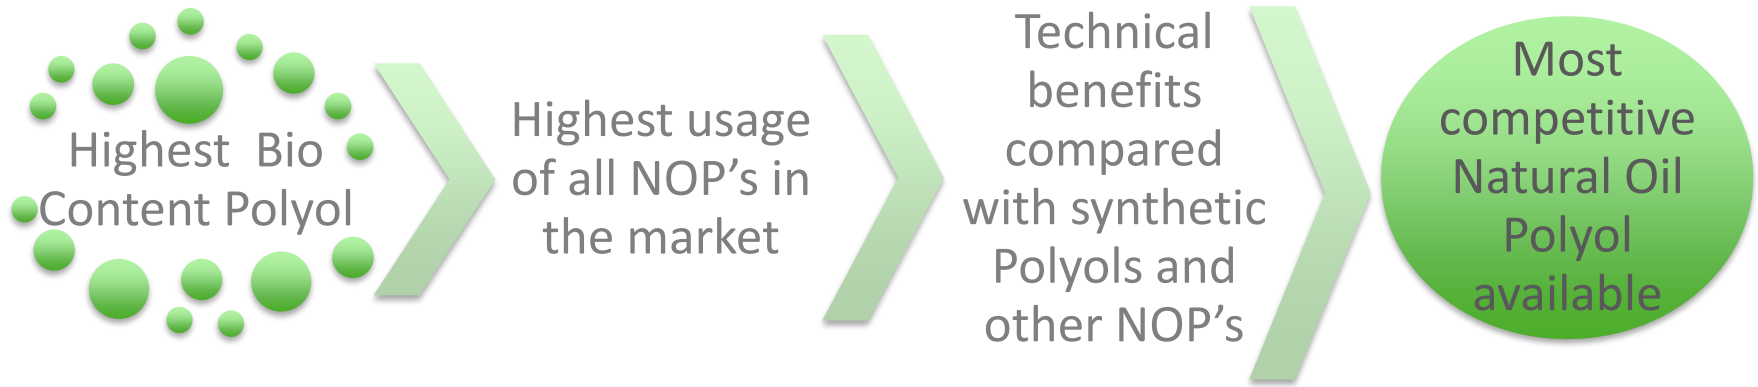 Highest Bio
Content Polyol
Highest usage
of all NOP’s in
the market
Technical
benefits
compared
with synthetic
Polyols and
other NOP’s
Most
competitive
Natural Oil
Polyol
available